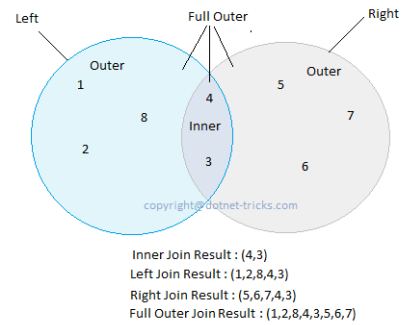 Full Outer
Left
Right
Outer
Outer
1
4
5
8
7
Inner
2
3
6
copyright@dotnet-tricks.com
Inner Join Result : (4,3)
Left Join Result : (1,2,8,4,3)
Right Join Result : (5,6,7,4,3)
Full Outer Join Result : (1,2,8,4,3,5,6,7)